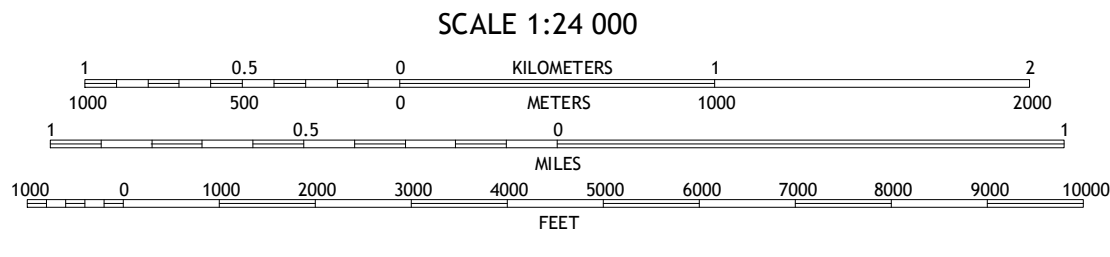 SCALE 1:24 000
1 0.5 0 KILOMETERS 1 2
1000 500 0 METERS 1000 2000
1 0.5 0 1
MILES
1000 0 1000 2000 3000 4000 5000 6000 7000 8000 9000 10000
FEET